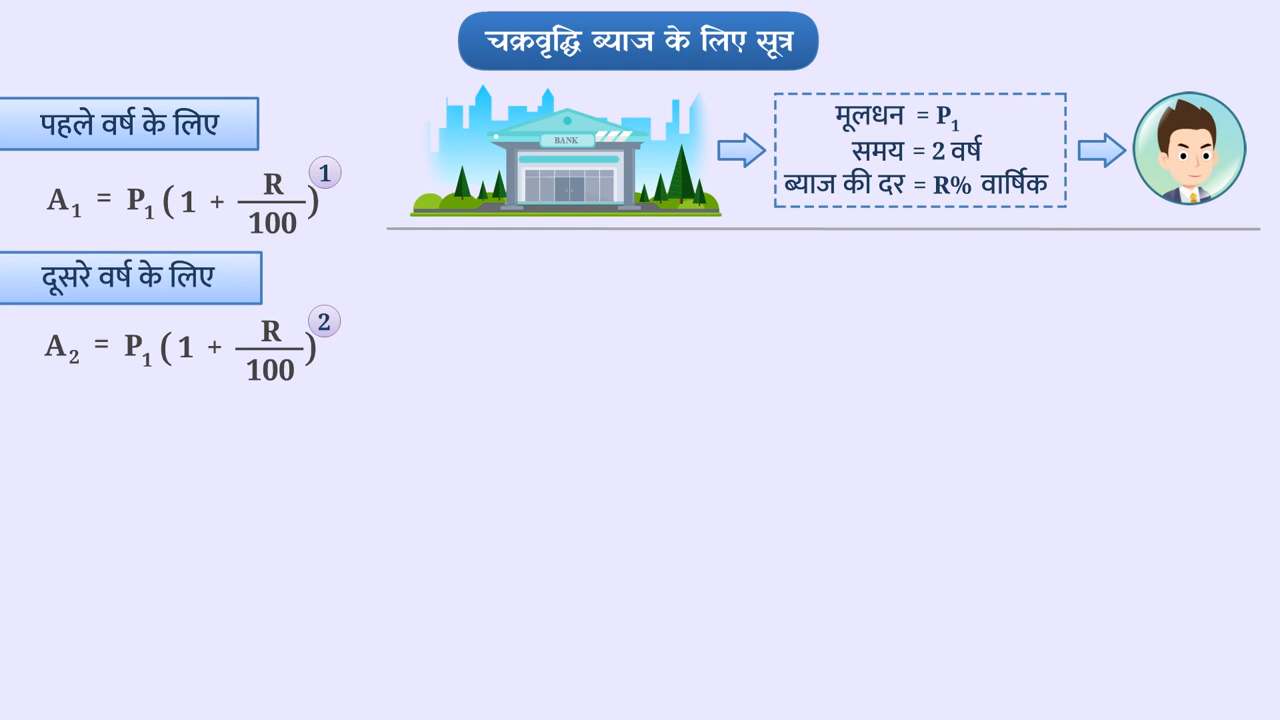 चक्रवृद्धि ब्याज के लिए सूत्र
पहले वर्ष के लिए
A₁ = P₁ ( 1 + R/100 )¹
दूसरे वर्ष के लिए
A₂ = P₁ ( 1 + R/100 )²
BANK
मूलधन = P₁
समय = 2 वर्ष
ब्याज की दर = R% वार्षिक